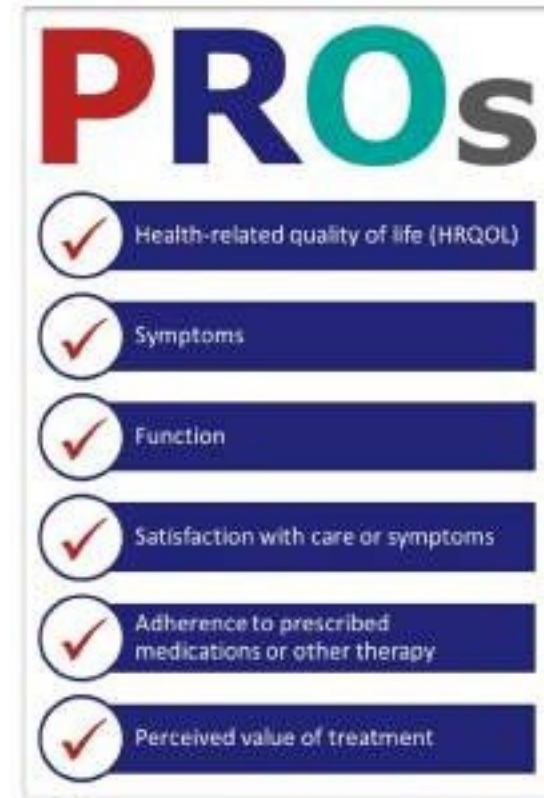 PROs
Health-related quality of life (HRQOL)
Symptoms
Function
Satisfaction with care or symptoms
Adherence to prescribed
medications or other therapy
Perceived value of treatment